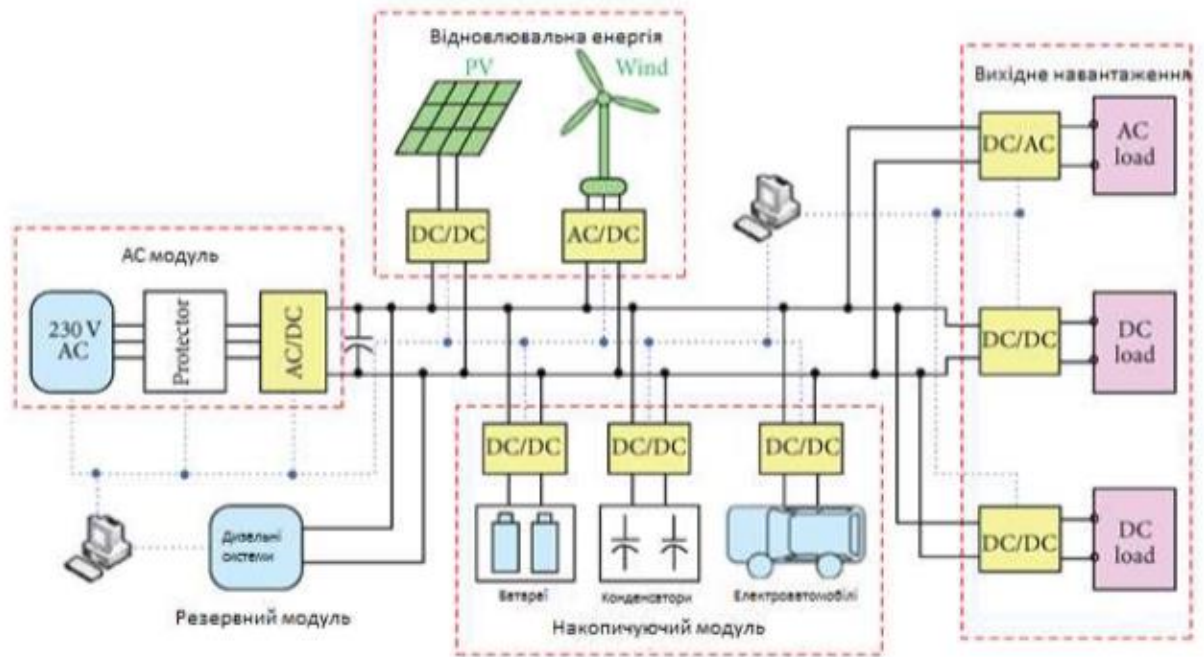 Відновлювальна енергія
PV
Wind
DC/DC
AC/DC
Вихідне навантаження
DC/AC
AC
load
АС модуль
230 V
AC
Protector
AC/DC
DC/DC
DC
load
DC/DC
DC/DC
DC/DC
DC/DC
DC
load
Дизельні
системи
Батареї
Конденсатори
Електроавтомобілі
Резервний модуль
Накопичуючий модуль